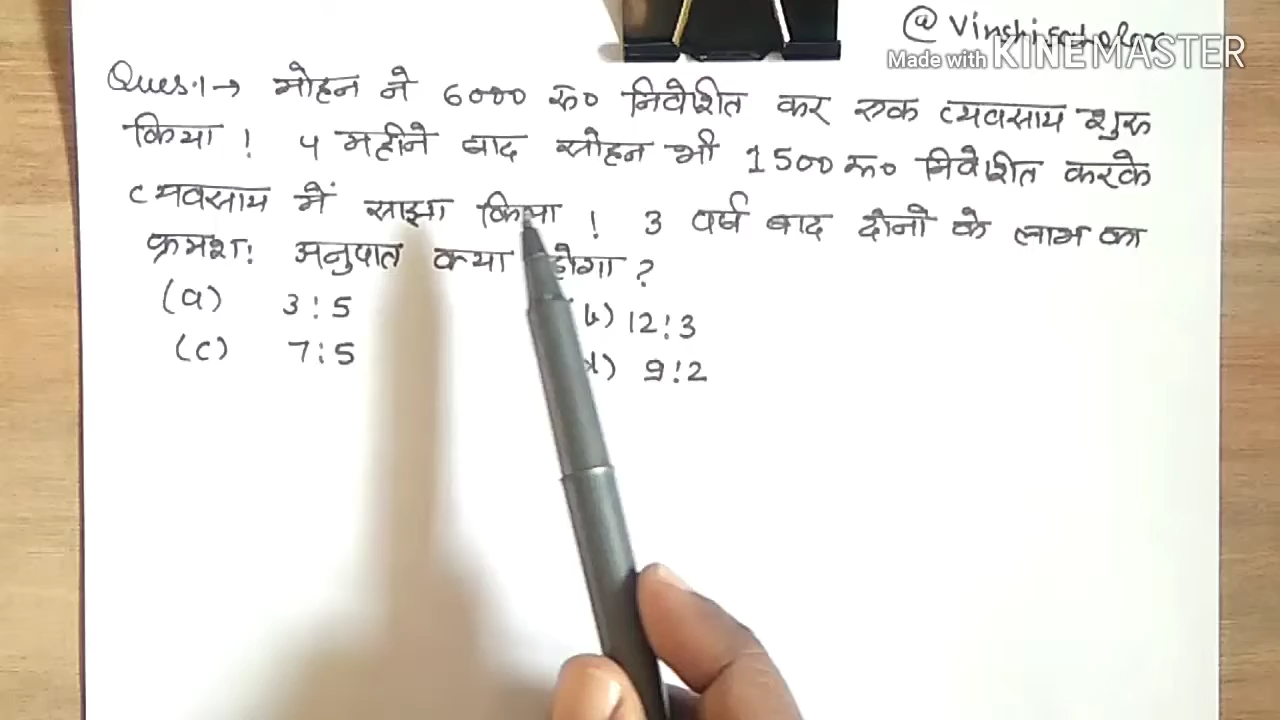 @Vinshischolar
Made with KINEMASTER
Ques:1→ मोहन ने 6000 रू० निवेशित कर एक व्यवसाय शुरू
किया! 4 महीने बाद सोहन भी 1500 रू० निवेशित करके
व्यवसाय में साझा किया! 3 वर्ष बाद दोनो के लाभ का
क्रमशः अनुपात क्या होगा?
(a) 3:5 (b) 12:3
(c) 7:5 (d) 9:2